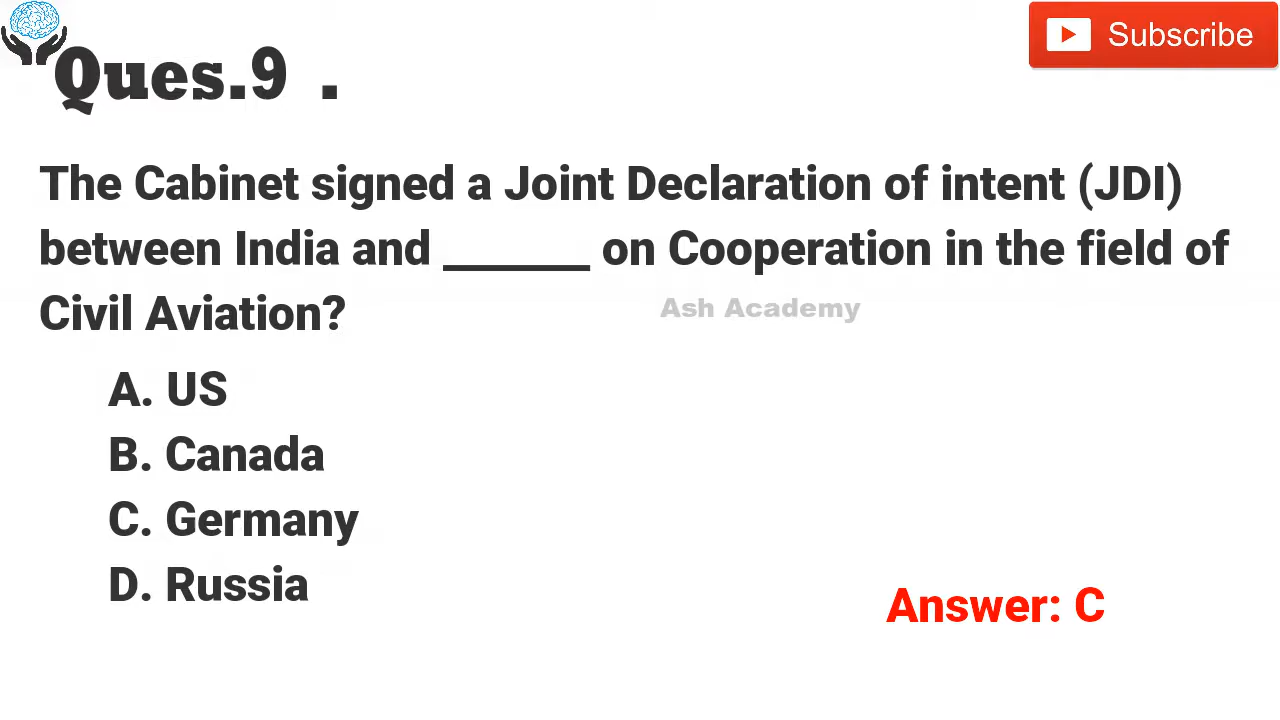 Subscribe
Ques.9 .
The Cabinet signed a Joint Declaration of intent (JDI)
between India and ______ on Cooperation in the field of
Civil Aviation?
Ash Academy
A. US
B. Canada
C. Germany
D. Russia
Answer: C